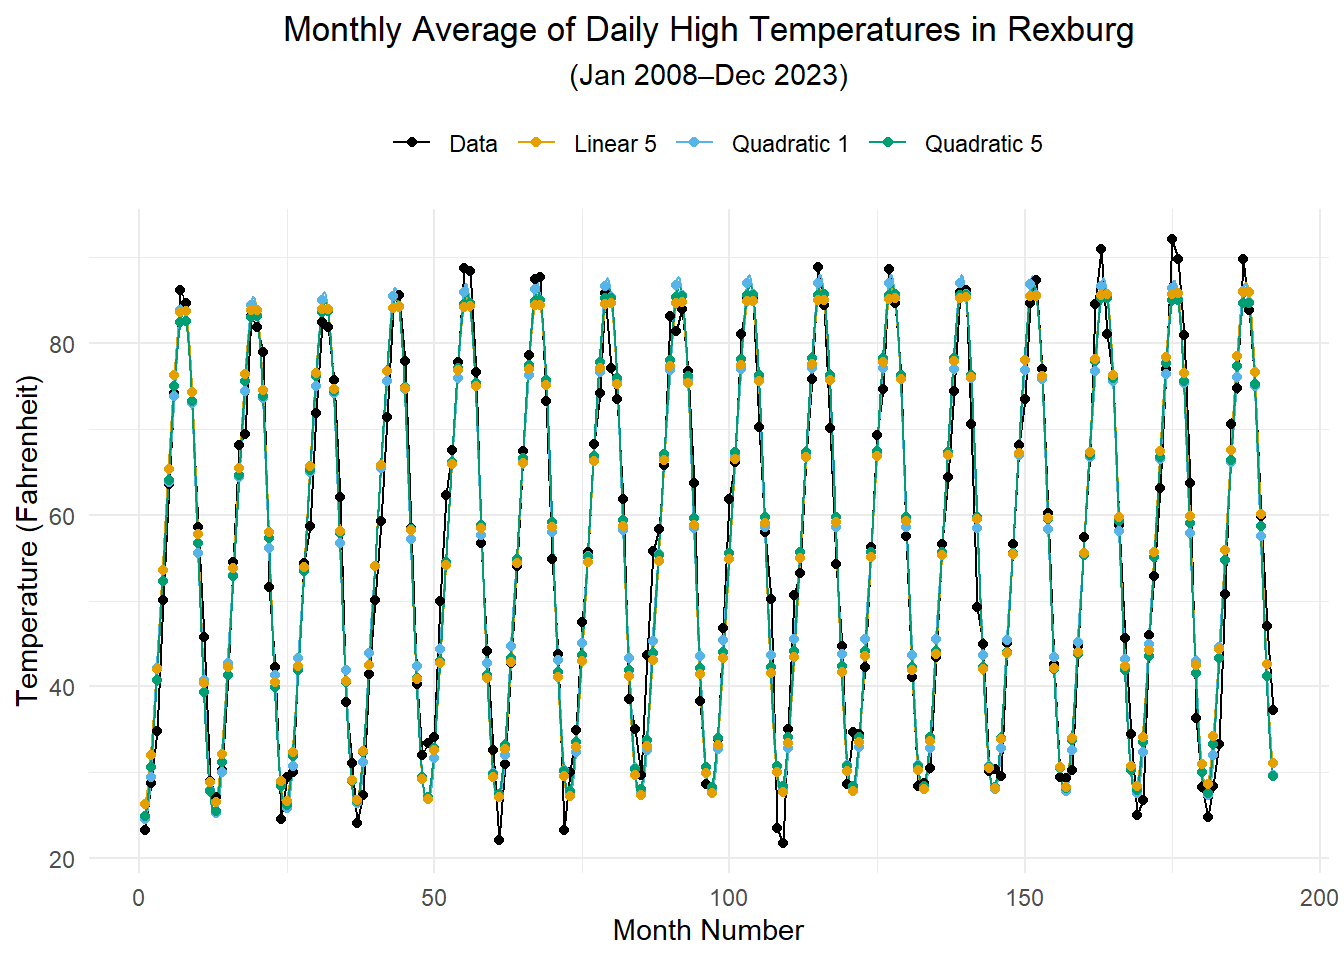 Monthly Average of Daily High Temperatures in Rexburg
(Jan 2008–Dec 2023)
Data Linear 5 Quadratic 1 Quadratic 5
Temperature (Fahrenheit)
80
60
40
20
0 50 100 150 200
Month Number